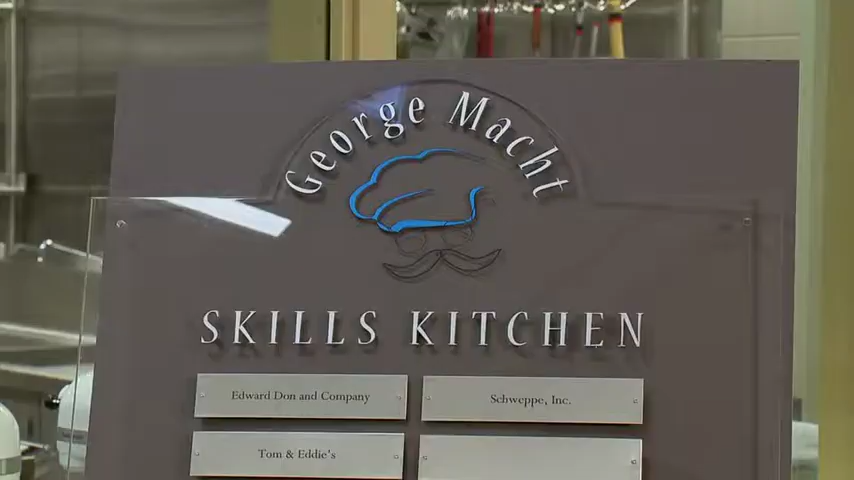 George Macht
SKILLS KITCHEN
Edward Don and Company
Schweppe, Inc.
Tom & Eddie's